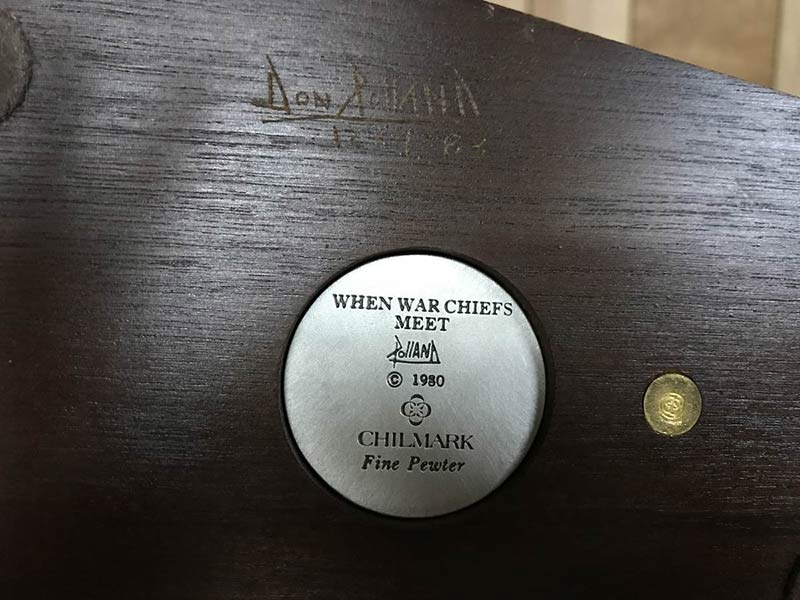 Don Polland
WHEN WAR CHIEFS
MEET
Polland
© 1980
CHILMARK
Fine Pewter